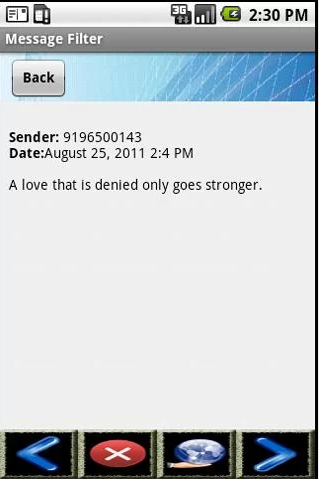 3G 2:30 PM
Message Filter
Back
Sender: 9196500143
Date:August 25, 2011 2:4 PM
A love that is denied only goes stronger.